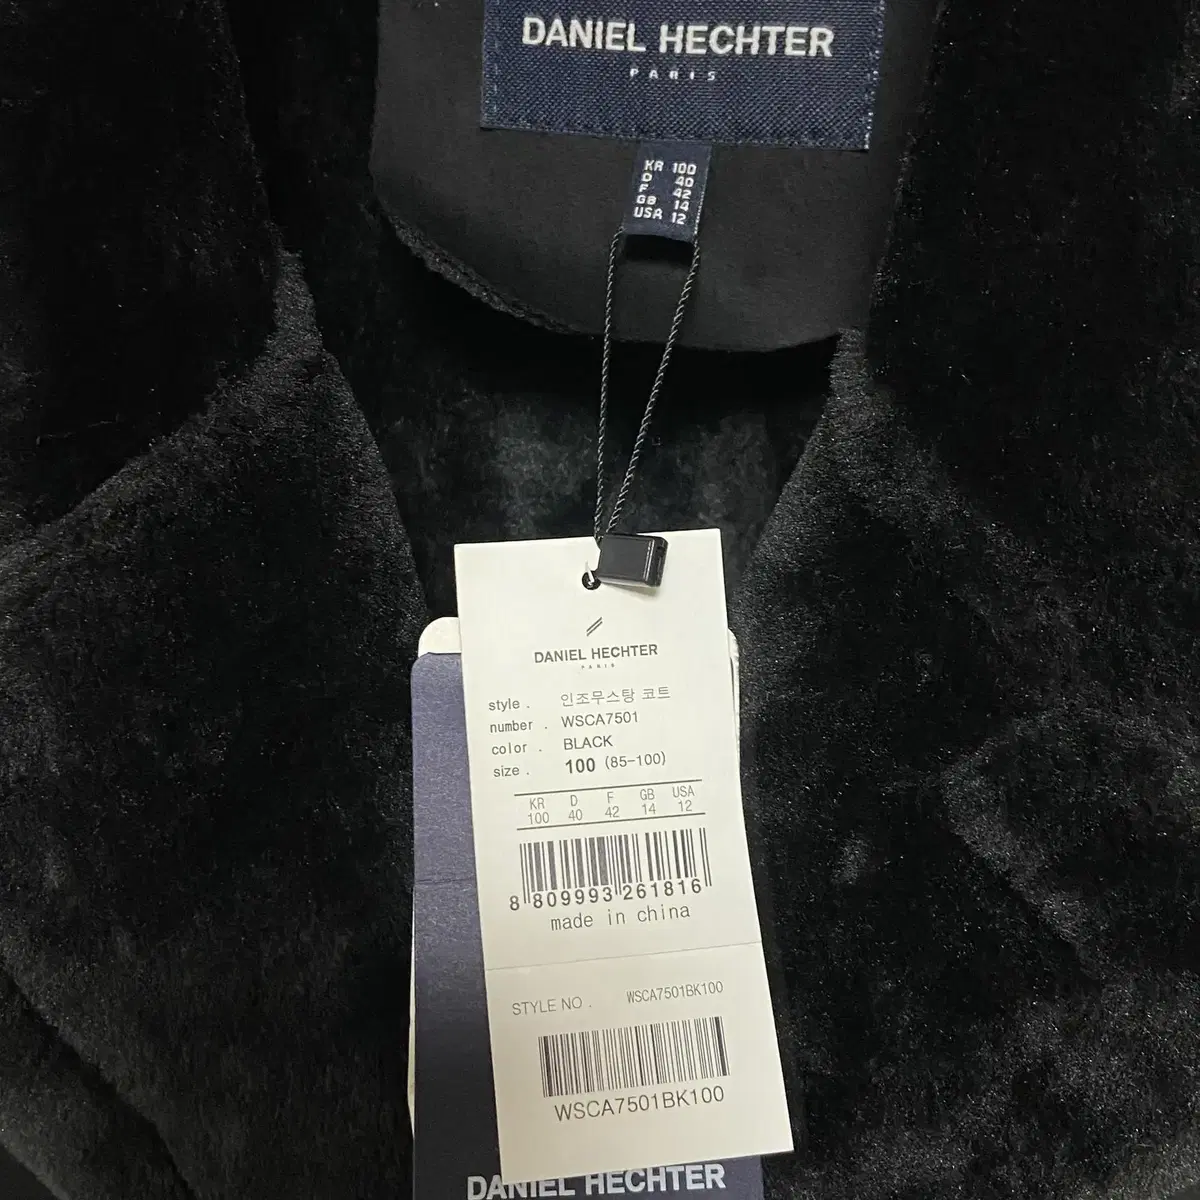 DANIEL HECHTER
PARIS
KR 100
D 40
F 42
GB 14
USA 12
DANIEL HECHTER
PARIS
style . 인조무스탕 코트
number . WSCA7501
color . BLACK
size . 100 (85-100)
KR D F GB USA
100 40 42 14 12
8 809993 261816
made in china
STYLE NO . WSCA7501BK100
WSCA7501BK100
DANIEL HECHTER